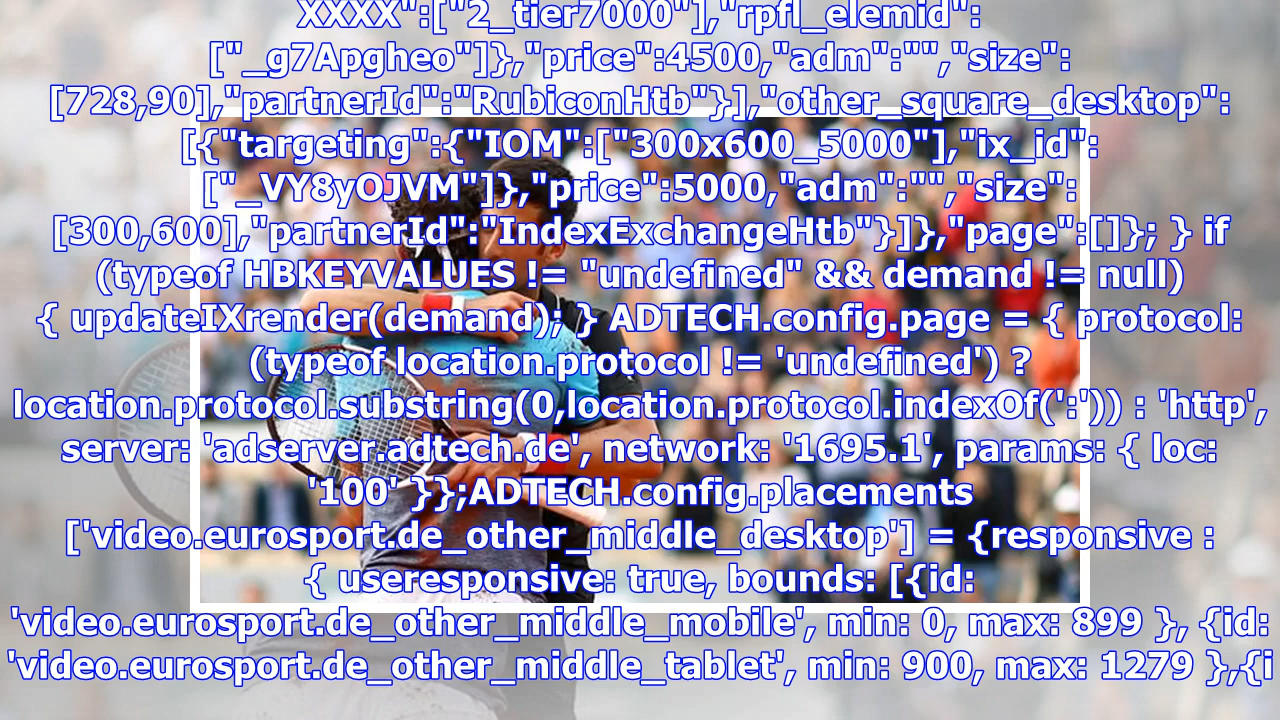 XXXX":["2_tier7000"],"rpfl_elemid":
["_g7Apgheo"]},"price":4500,"adm":"","size":
[728,90],"partnerId":"RubiconHtb"}],"other_square_desktop":
[{"targeting":{"IOM":["300x600_5000"],"ix_id":
["_VY8yOJVM"]},"price":5000,"adm":"","size":
[300,600],"partnerId":"IndexExchangeHtb"}]},"page":[]}; } if
(typeof HBKEYVALUES != "undefined" && demand != null)
{ updateIXrender(demand); } ADTECH.config.page = { protocol:
(typeof location.protocol != 'undefined') ?
location.protocol.substring(0,location.protocol.indexOf(':')) : 'http',
server: 'adserver.adtech.de', network: '1695.1', params: { loc:
'100' }};ADTECH.config.placements
['video.eurosport.de_other_middle_desktop'] = {responsive :
{ useresponsive: true, bounds: [{id:
'video.eurosport.de_other_middle_mobile', min: 0, max: 899 }, {id:
'video.eurosport.de_other_middle_tablet', min: 900, max: 1279 },{i